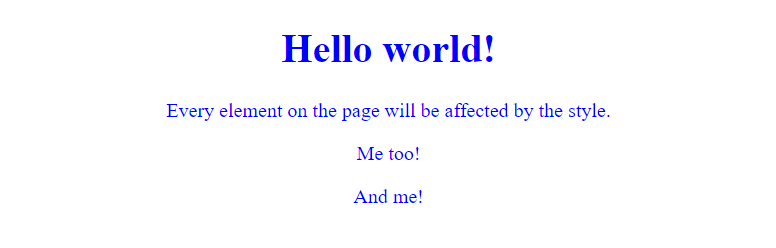 Hello world!
Every element on the page will be affected by the style.
Me too!
And me!